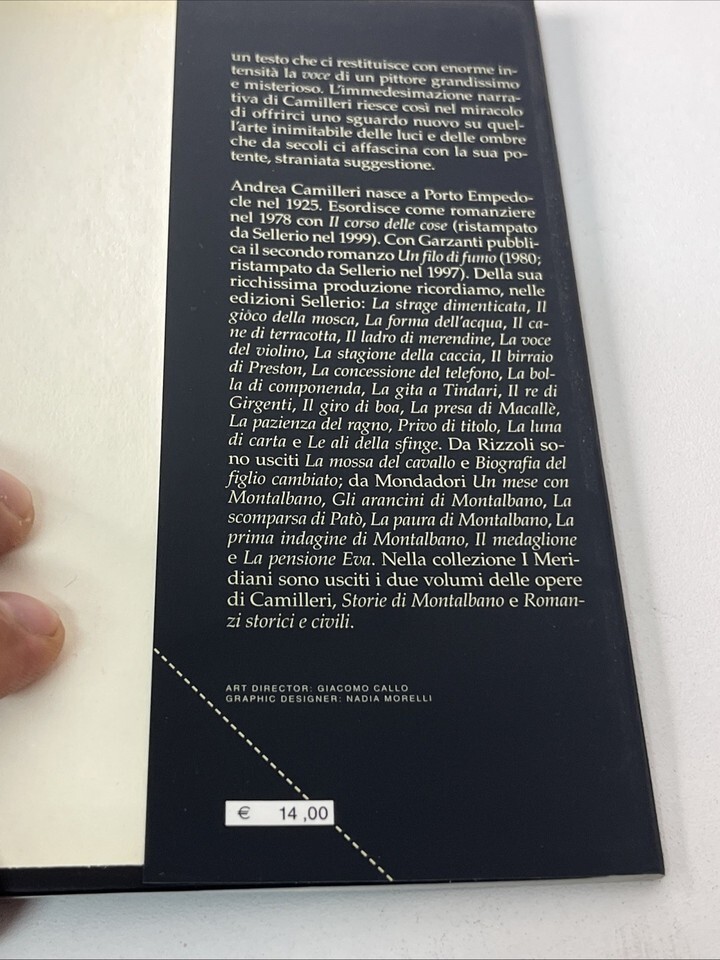 un testo che ci restituisce con enorme in-
tensità la voce di un pittore grandissimo
e misterioso. L'immedesimazione narra-
tiva di Camilleri riesce così nel miracolo
di offrirci uno sguardo nuovo su quel-
l'arte inimitabile delle luci e delle ombre
che da secoli ci affascina con la sua po-
tente, straniata suggestione.
Andrea Camilleri nasce a Porto Empedo-
cle nel 1925. Esordisce come romanziere
nel 1978 con Il corso delle cose (ristampato
da Sellerio nel 1999). Con Garzanti pubbli-
ca il secondo romanzo Un filo di fumo (1980;
ristampato da Sellerio nel 1997). Della sua
ricchissima produzione ricordiamo, nelle
edizioni Sellerio: La strage dimenticata, Il
gioco della mosca, La forma dell'acqua, Il ca-
ne di terracotta, Il ladro di merendine, La voce
del violino, La stagione della caccia, Il birraio
di Preston, La concessione del telefono, La bol-
la di componenda, La gita a Tindari, Il re di
Girgenti, Il giro di boa, La presa di Macallè,
La pazienza del ragno, Privo di titolo, La luna
di carta e Le ali della sfinge. Da Rizzoli so-
no usciti La mossa del cavallo e Biografia del
figlio cambiato; da Mondadori Un mese con
Montalbano, Gli arancini di Montalbano, La
scomparsa di Patò, La paura di Montalbano, La
prima indagine di Montalbano, Il medaglione
e La pensione Eva. Nella collezione I Meri-
diani sono usciti i due volumi delle opere
di Camilleri, Storie di Montalbano e Roman-
zi storici e civili.
ART DIRECTOR: GIACOMO CALLO
GRAPHIC DESIGNER: NADIA MORELLI
€ 14,00